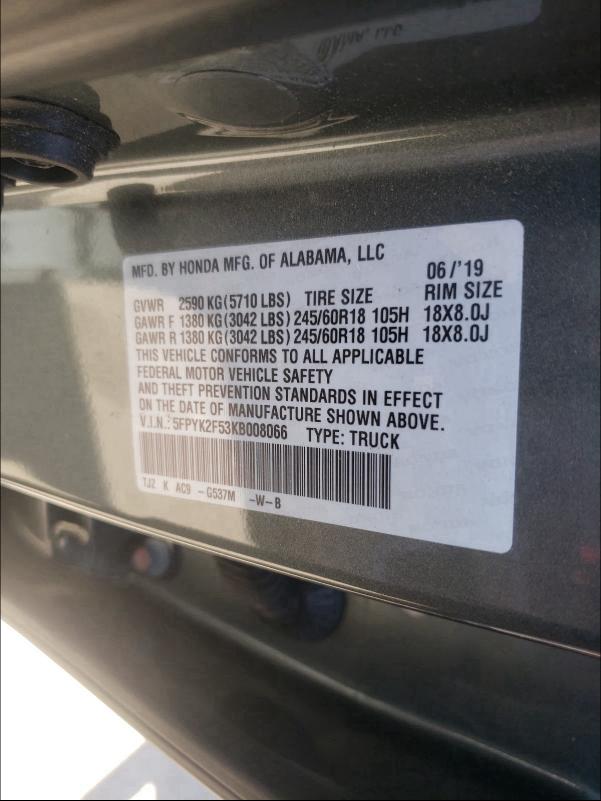 MFD. BY HONDA MFG. OF ALABAMA, LLC 06/'19
GVWR 2590 KG (5710 LBS) TIRE SIZE RIM SIZE
GAWR F 1380 KG (3042 LBS) 245/60R18 105H 18X8.0J
GAWR R 1380 KG (3042 LBS) 245/60R18 105H 18X8.0J
THIS VEHICLE CONFORMS TO ALL APPLICABLE
FEDERAL MOTOR VEHICLE SAFETY
AND THEFT PREVENTION STANDARDS IN EFFECT
ON THE DATE OF MANUFACTURE SHOWN ABOVE.
V.I.N.: 5FPYK2F53KB008066 TYPE: TRUCK
TJZ K AC9 -G537M -W-B